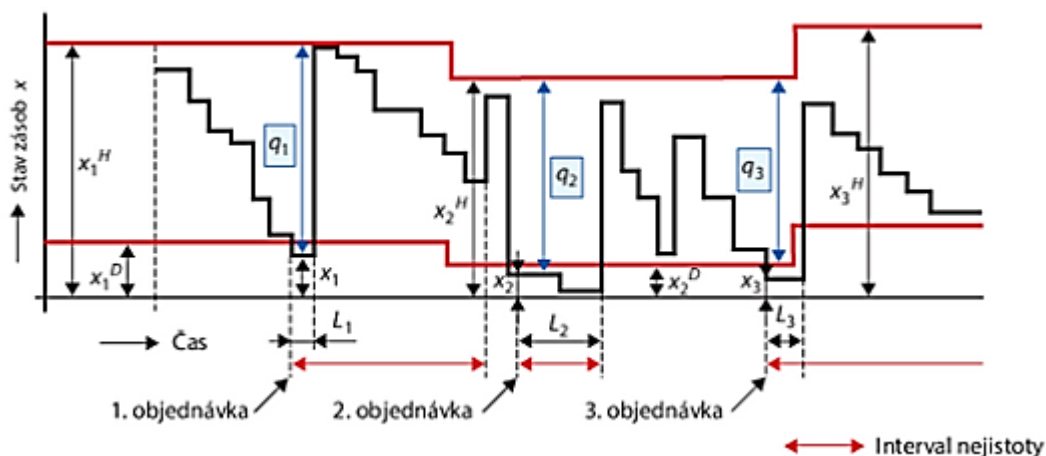 Stav zásob x
x₁ᴴ
x₁ᴰ
q₁
x₁
L₁
x₂ᴴ
q₂
x₂
x₂ᴰ
L₂
q₃
x₃
x₃ᴴ
L₃
Čas
1. objednávka
2. objednávka
3. objednávka
Interval nejistoty